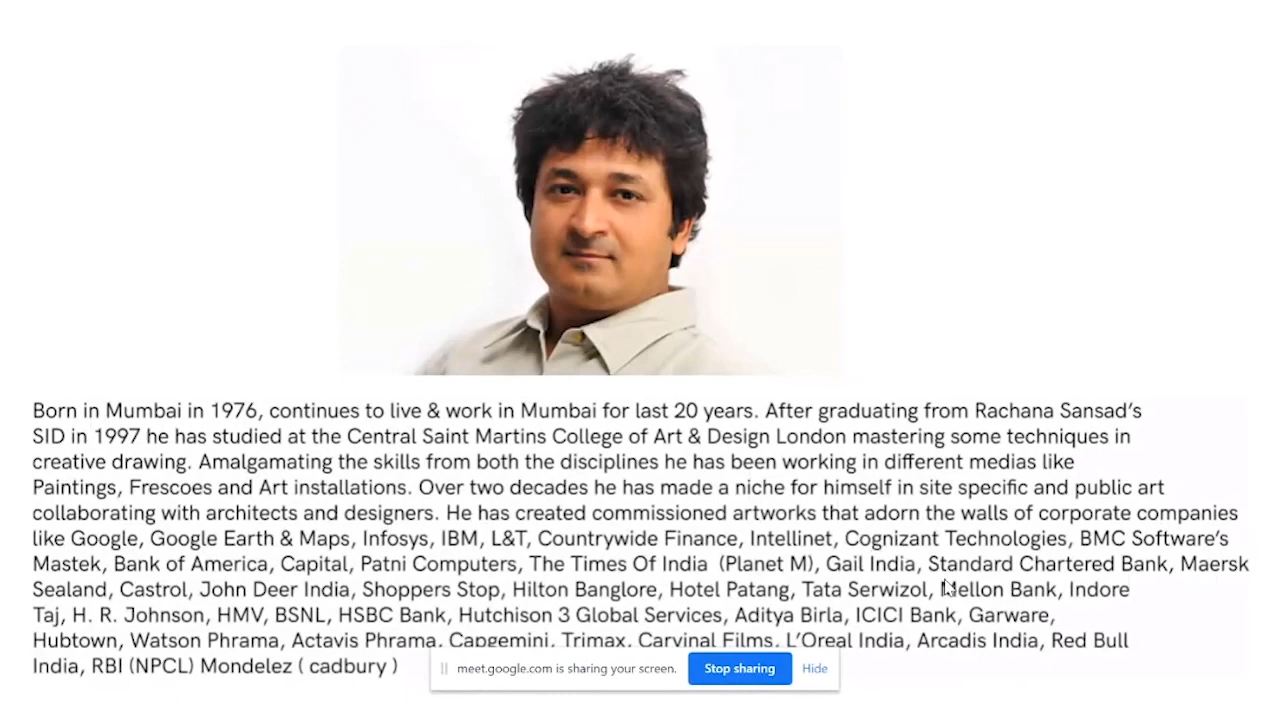 Born in Mumbai in 1976, continues to live & work in Mumbai for last 20 years. After graduating from Rachana Sansad's
SID in 1997 he has studied at the Central Saint Martins College of Art & Design London mastering some techniques in
creative drawing. Amalgamating the skills from both the disciplines he has been working in different medias like
Paintings, Frescoes and Art installations. Over two decades he has made a niche for himself in site specific and public art
collaborating with architects and designers. He has created commissioned artworks that adorn the walls of corporate companies
like Google, Google Earth & Maps, Infosys, IBM, L&T, Countrywide Finance, Intellinet, Cognizant Technologies, BMC Software's
Mastek, Bank of America, Capital, Patni Computers, The Times Of India (Planet M), Gail India, Standard Chartered Bank, Maersk
Sealand, Castrol, John Deer India, Shoppers Stop, Hilton Banglore, Hotel Patang, Tata Serwizol, Mellon Bank, Indore
Taj, H. R. Johnson, HMV, BSNL, HSBC Bank, Hutchison 3 Global Services, Aditya Birla, ICICI Bank, Garware,
Hubtown, Watson Phrama, Actavis Phrama, Capgemini, Trimax, Carvinal Films, L'Oreal India, Arcadis India, Red Bull
India, RBI (NPCL) Mondelez ( cadbury )
meet.google.com is sharing your screen. Stop sharing Hide